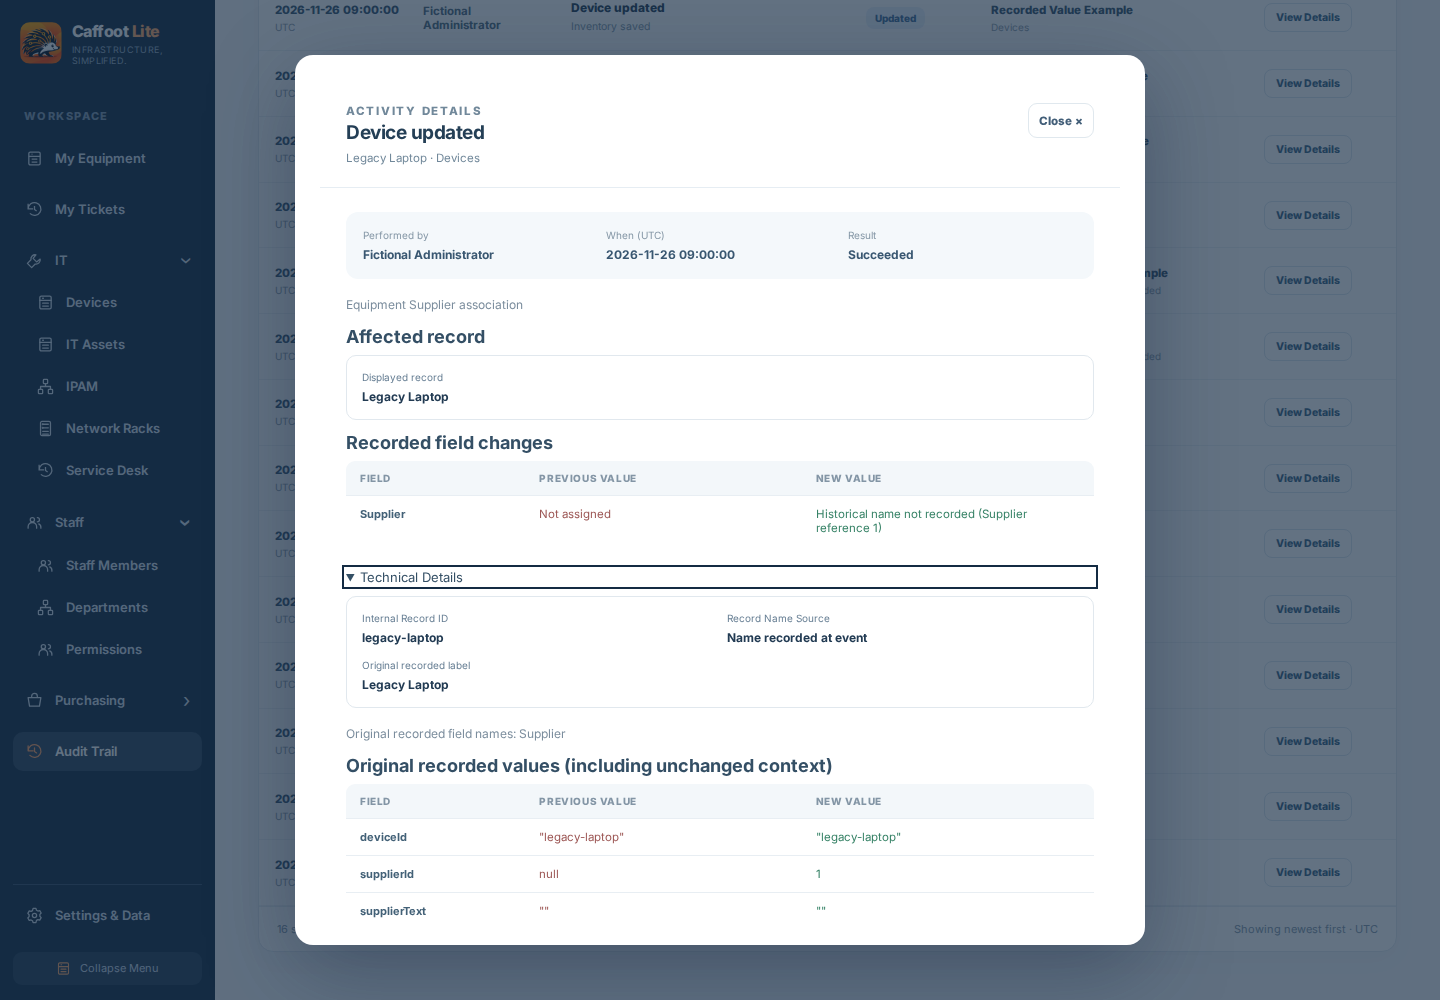 Caffoot Lite
INFRASTRUCTURE,
SIMPLIFIED.
WORKSPACE
My Equipment
My Tickets
IT
Devices
IT Assets
IPAM
Network Racks
Service Desk
Staff
Staff Members
Departments
Permissions
Purchasing
Audit Trail
Settings & Data
Collapse Menu
2026-11-26 09:00:00
UTC
Fictional
Administrator
Device updated
Inventory saved
Updated
Recorded Value Example
Devices
View Details
View Details
View Details
View Details
View Details
View Details
View Details
View Details
View Details
View Details
View Details
View Details
View Details
View Details
Showing newest first · UTC
ACTIVITY DETAILS
Device updated
Legacy Laptop · Devices
Close ×
Performed by
Fictional Administrator
When (UTC)
2026-11-26 09:00:00
Result
Succeeded
Equipment Supplier association
Affected record
Displayed record
Legacy Laptop
Recorded field changes
FIELD PREVIOUS VALUE NEW VALUE
Supplier Not assigned Historical name not recorded (Supplier
reference 1)
▼ Technical Details
Internal Record ID
legacy-laptop
Record Name Source
Name recorded at event
Original recorded label
Legacy Laptop
Original recorded field names: Supplier
Original recorded values (including unchanged context)
FIELD PREVIOUS VALUE NEW VALUE
deviceId "legacy-laptop" "legacy-laptop"
supplierId null 1
supplierText "" ""